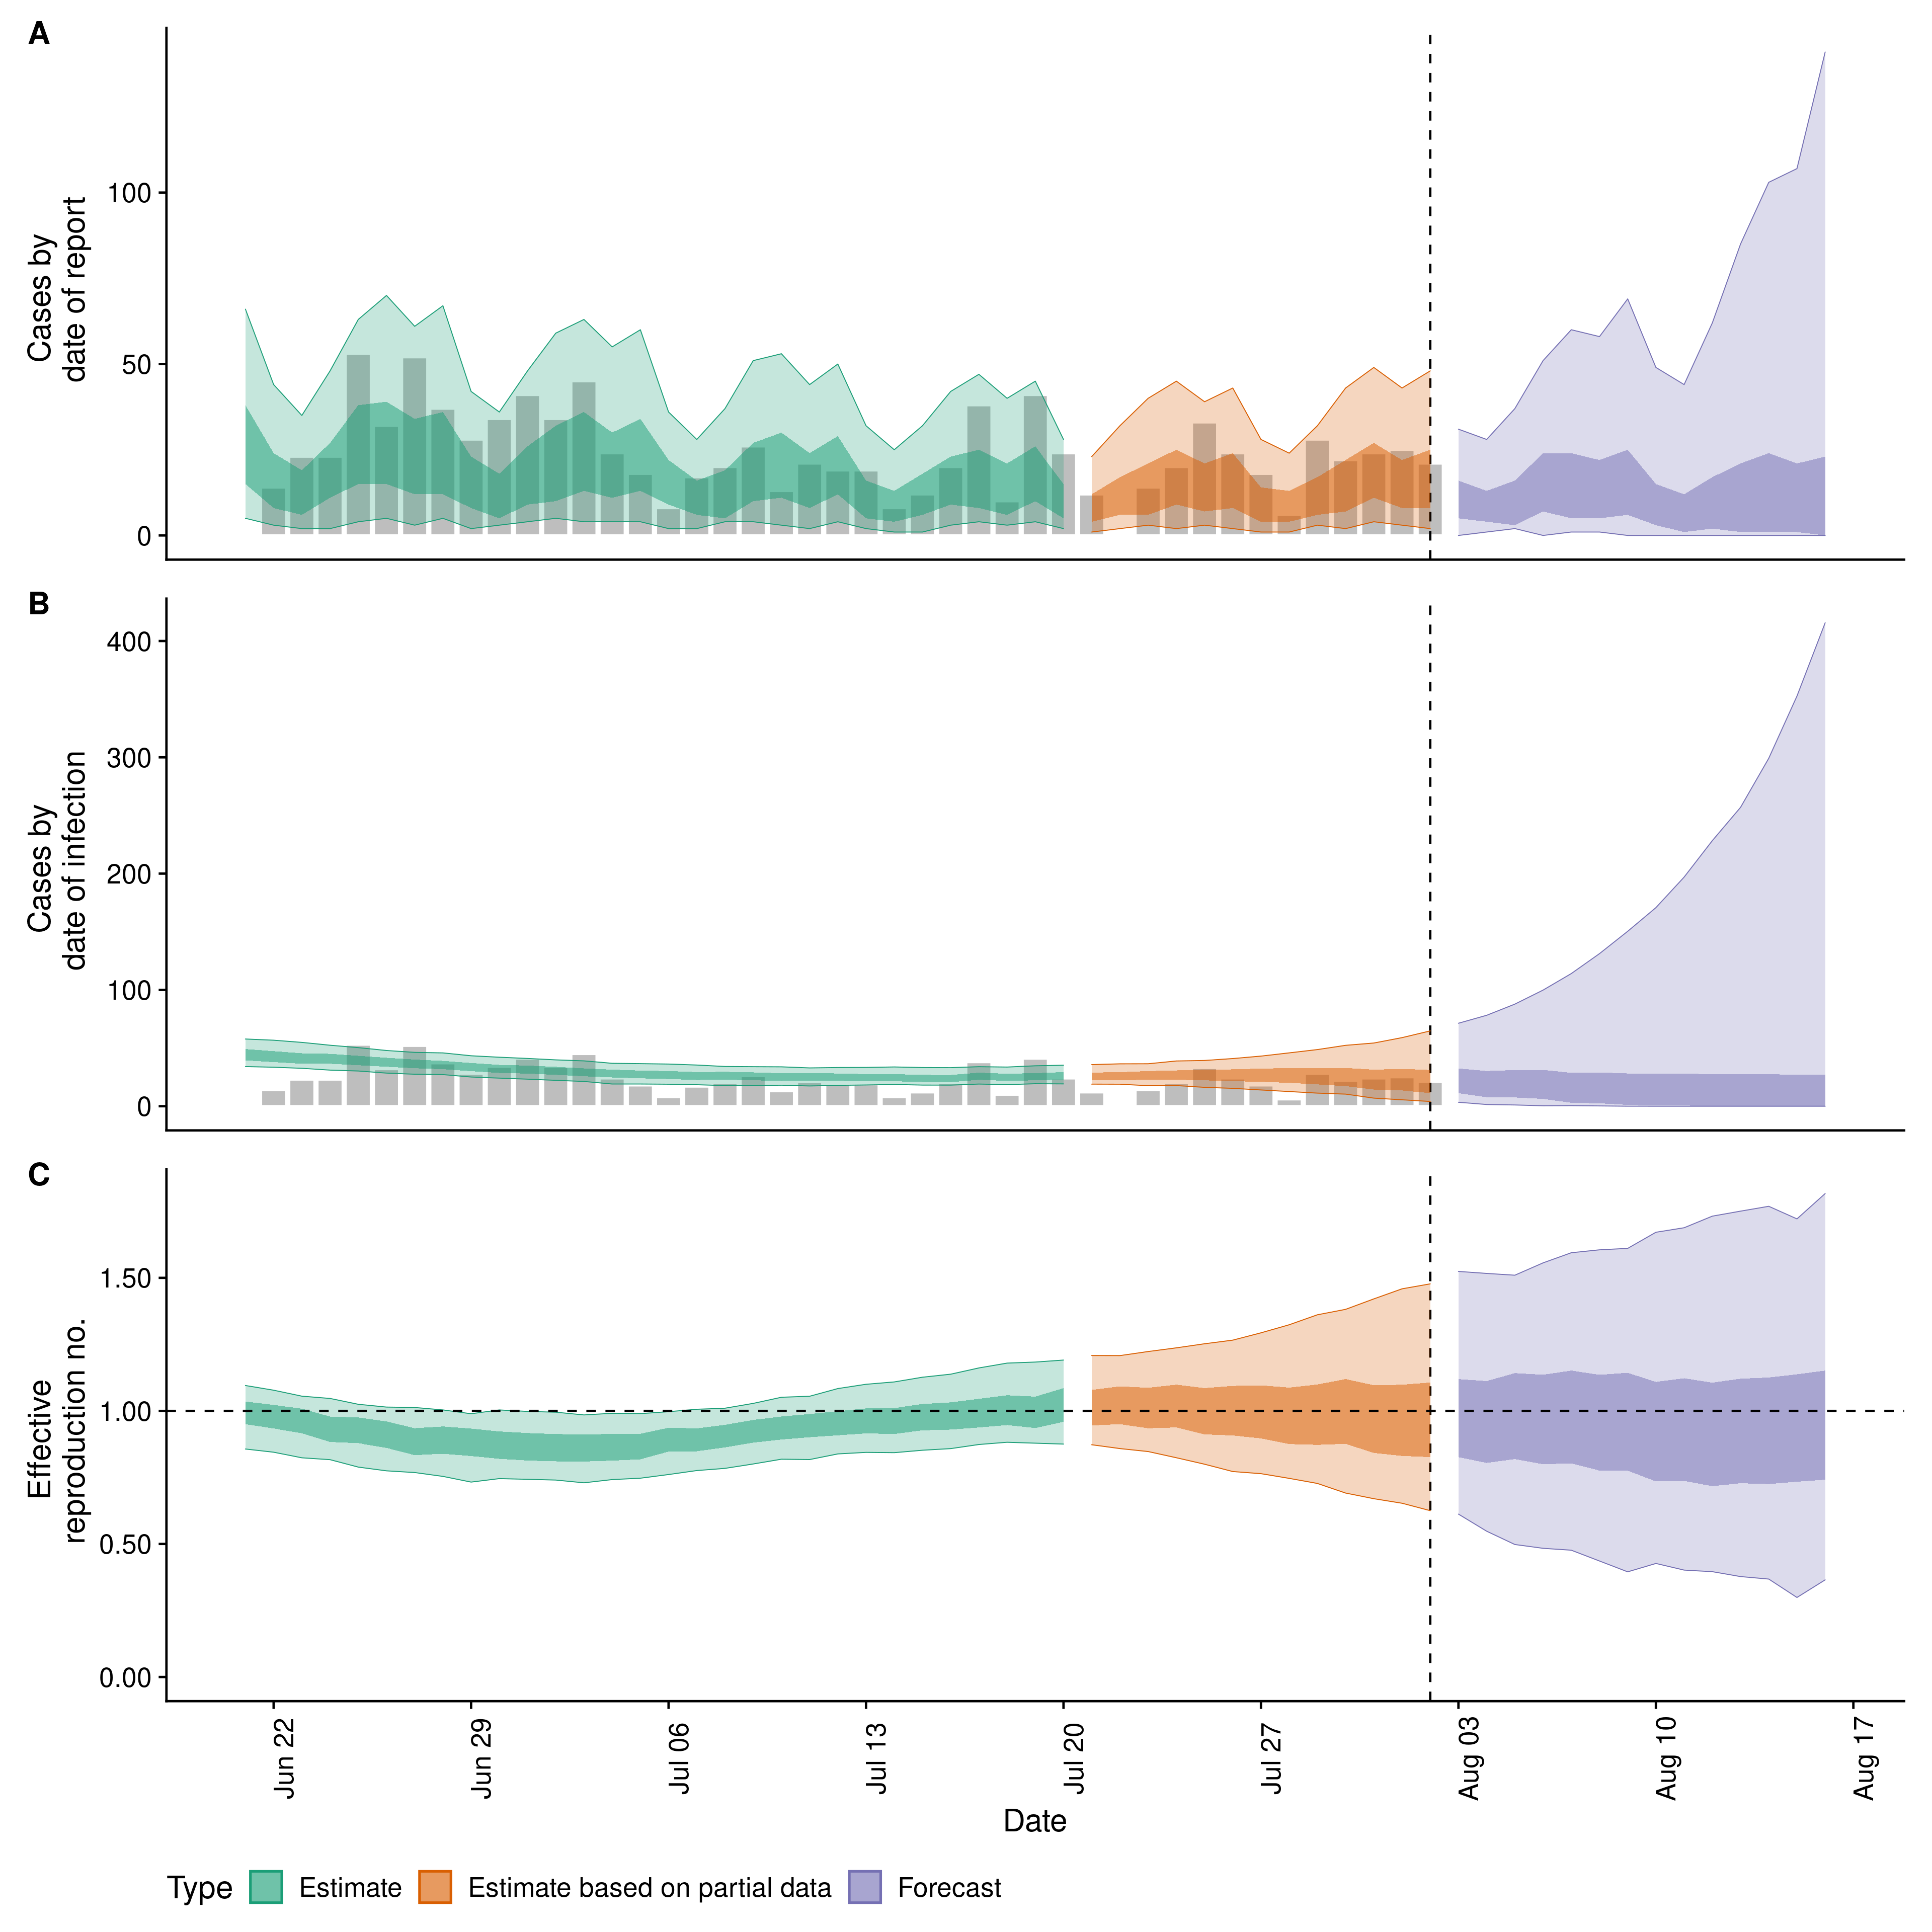 A
Cases by
date of report
100
50
0
B
Cases by
date of infection
400
300
200
100
0
C
Effective
reproduction no.
1.50
1.00
0.50
0.00
Jun 22
Jun 29
Jul 06
Jul 13
Jul 20
Jul 27
Aug 03
Aug 10
Aug 17
Date
Type Estimate Estimate based on partial data Forecast